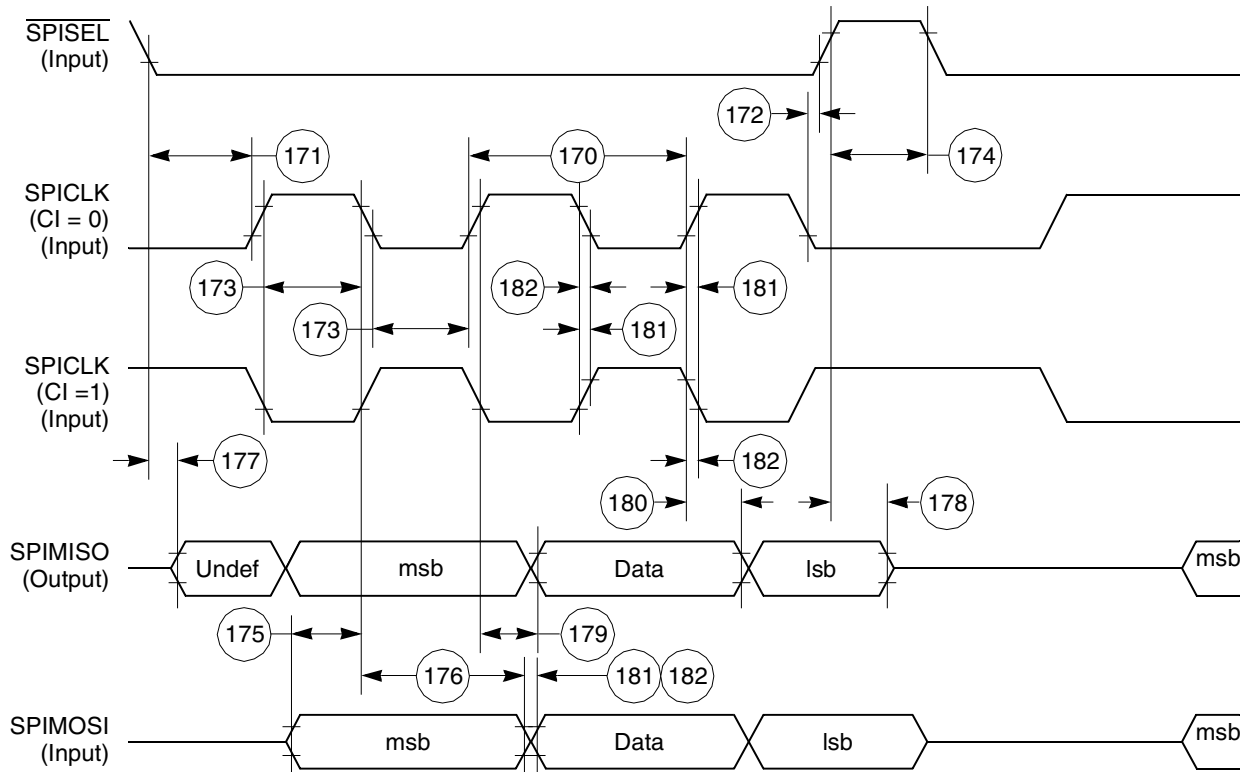 SPISEL
(Input)
172
171
170
174
SPICLK
(CI = 0)
(Input)
173
182
181
173
181
SPICLK
(CI =1)
(Input)
177
182
180
178
SPIMISO
(Output)
Undef
msb
Data
lsb
msb
175
179
176
181
182
SPIMOSI
(Input)
msb
Data
lsb
msb